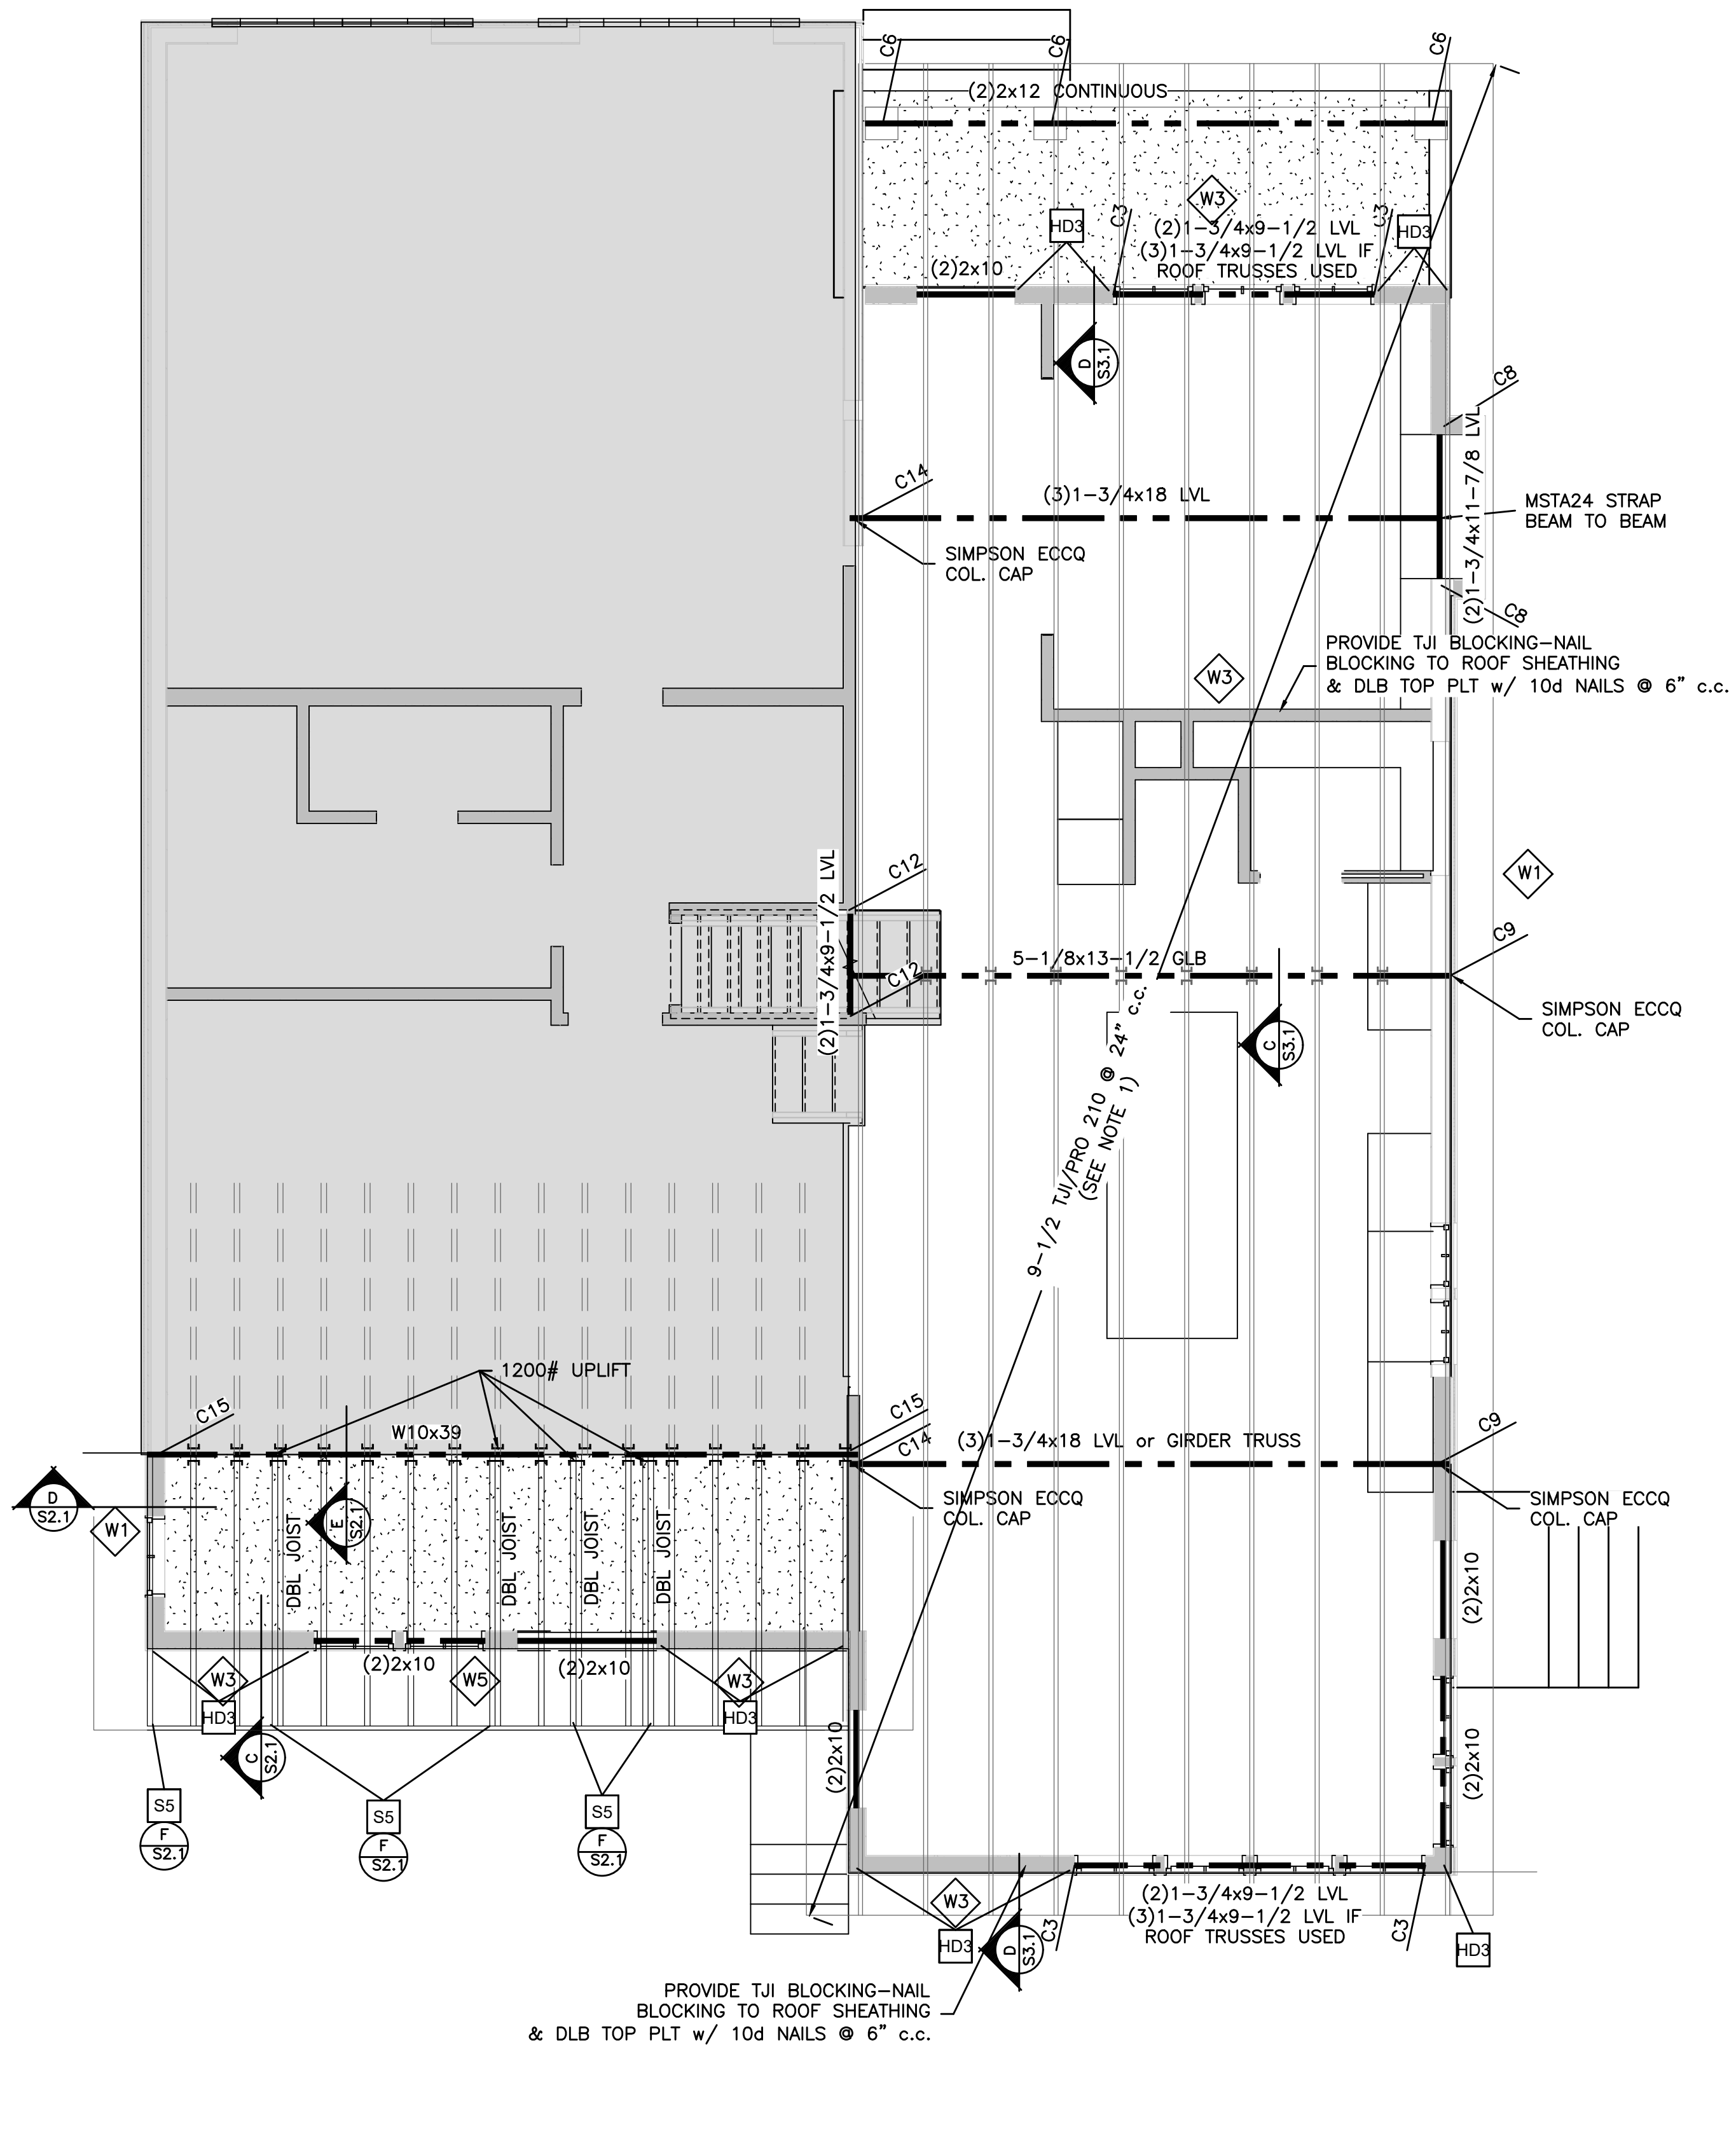 C6
C6
C6
(2)2x12 CONTINUOUS
W3
HD3
C3
C3
HD3
(2)1-3/4x9-1/2 LVL
(3)1-3/4x9-1/2 LVL IF
ROOF TRUSSES USED
(2)2x10
D
S3.1
C8
(2)1-3/4x11-7/8 LVL
C14
(3)1-3/4x18 LVL
MSTA24 STRAP
BEAM TO BEAM
SIMPSON ECCQ
COL. CAP
C8
PROVIDE TJI BLOCKING-NAIL
BLOCKING TO ROOF SHEATHING
& DLB TOP PLT w/ 10d NAILS @ 6" c.c.
W3
W1
C12
(2)1-3/4x9-1/2 LVL
C12
5-1/8x13-1/2 GLB
C9
SIMPSON ECCQ
COL. CAP
C
S3.1
9-1/2 TJI/PRO 210 @ 24" c.c.
(SEE NOTE 1)
1200# UPLIFT
C15
W10x39
C15
C14
(3)1-3/4x18 LVL or GIRDER TRUSS
C9
SIMPSON ECCQ
COL. CAP
SIMPSON ECCQ
COL. CAP
D
S2.1
W1
E
S2.1
DBL JOIST
DBL JOIST
DBL JOIST
DBL JOIST
(2)2x10
(2)2x10
(2)2x10
W3
HD3
(2)2x10
W5
W3
HD3
(2)2x10
C
S2.1
S5
F
S2.1
S5
F
S2.1
S5
F
S2.1
W3
HD3
D
S3.1
C3
(2)1-3/4x9-1/2 LVL
(3)1-3/4x9-1/2 LVL IF
ROOF TRUSSES USED
C3
HD3
PROVIDE TJI BLOCKING-NAIL
BLOCKING TO ROOF SHEATHING
& DLB TOP PLT w/ 10d NAILS @ 6" c.c.